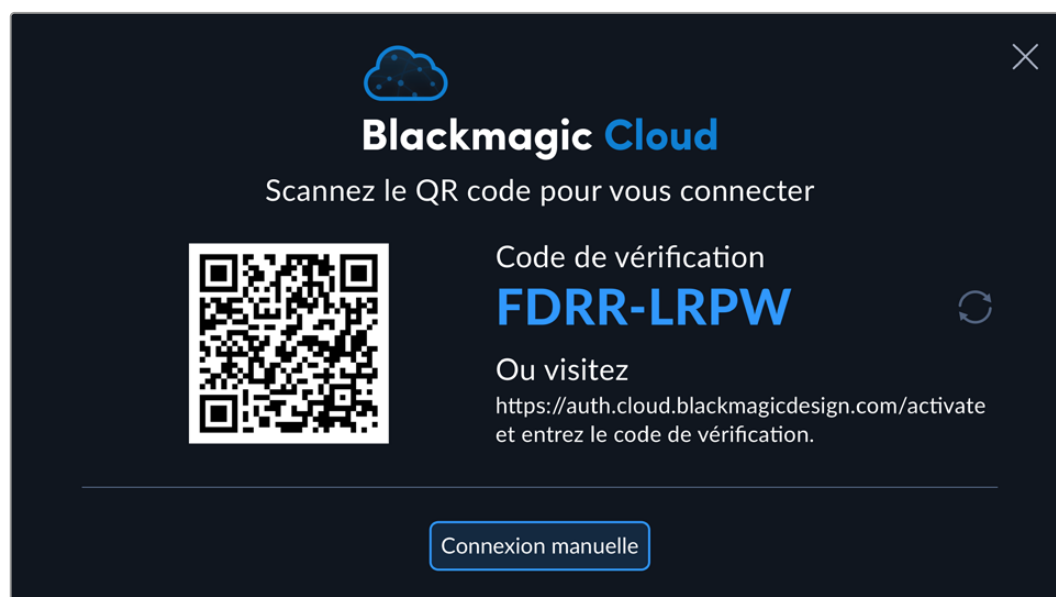 Blackmagic Cloud
Scannez le QR code pour vous connecter
Code de vérification
FDRR-LRPW
Ou visitez
https://auth.cloud.blackmagicdesign.com/activate
et entrez le code de vérification.
Connexion manuelle